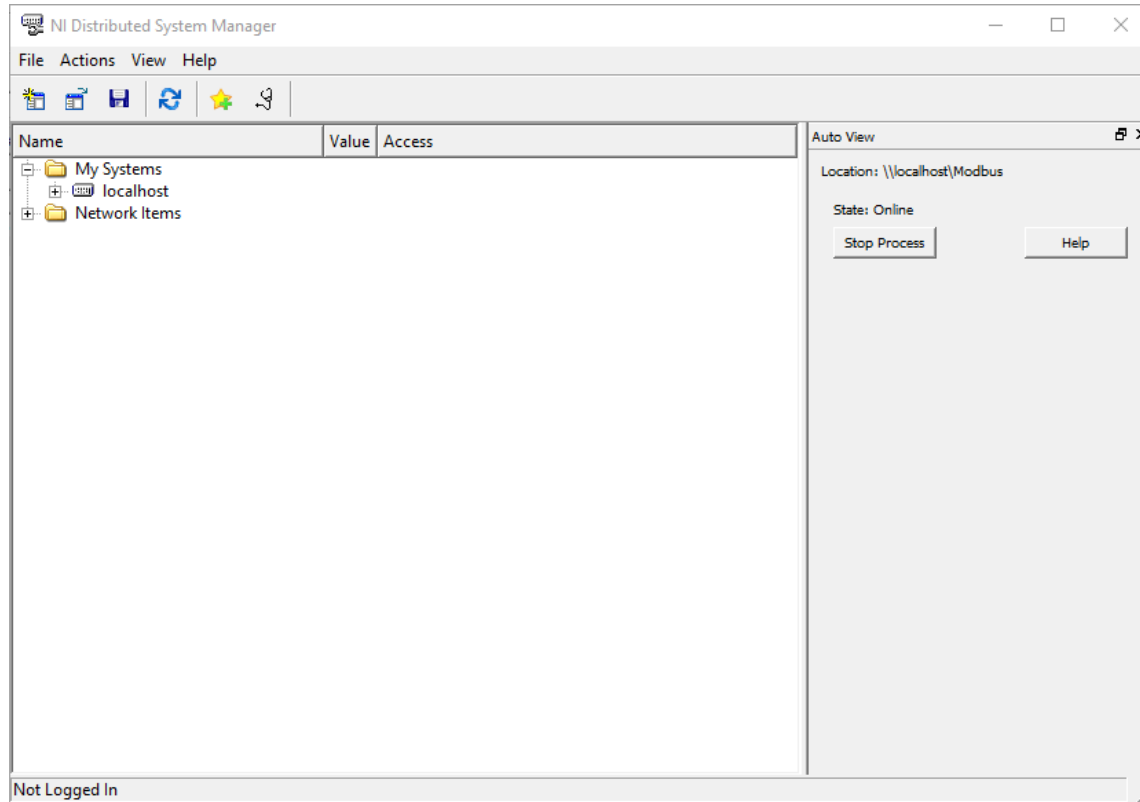 NI Distributed System Manager
File Actions View Help
Name Value Access
My Systems
localhost
Network Items
Auto View
Location: \\localhost\Modbus
State: Online
Stop Process Help
Not Logged In